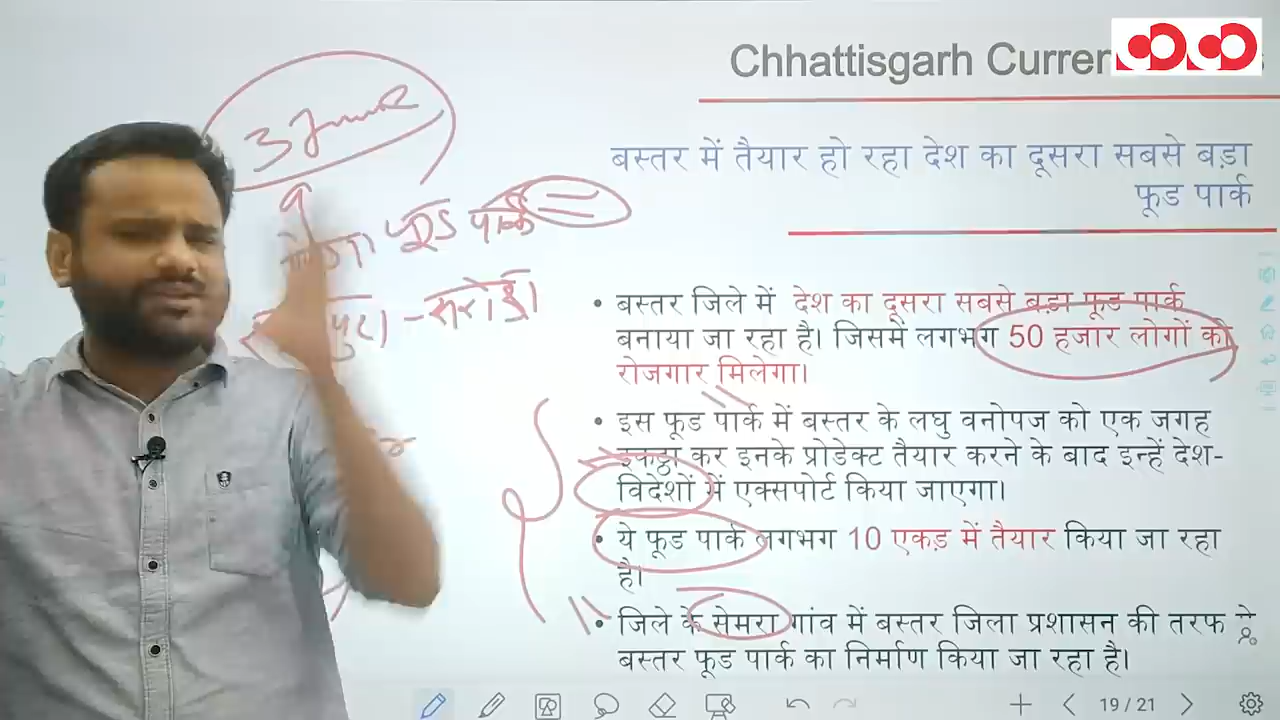 Chhattisgarh Curren
बस्तर में तैयार हो रहा देश का दूसरा सबसे बड़ा
फूड पार्क
3 June
फूड पार्क
• बस्तर जिले में देश का दूसरा सबसे बड़ा फूड पार्क
बनाया जा रहा है। जिसमें लगभग 50 हजार लोगों को
रोजगार मिलेगा।
• इस फूड पार्क में बस्तर के लघु वनोपज को एक जगह
इकठ्ठा कर इनके प्रोडेक्ट तैयार करने के बाद इन्हें देश-
विदेशों में एक्सपोर्ट किया जाएगा।
• ये फूड पार्क लगभग 10 एकड़ में तैयार किया जा रहा
है।
• जिले के सेमरा गांव में बस्तर जिला प्रशासन की तरफ से
बस्तर फूड पार्क का निर्माण किया जा रहा है।
19 / 21